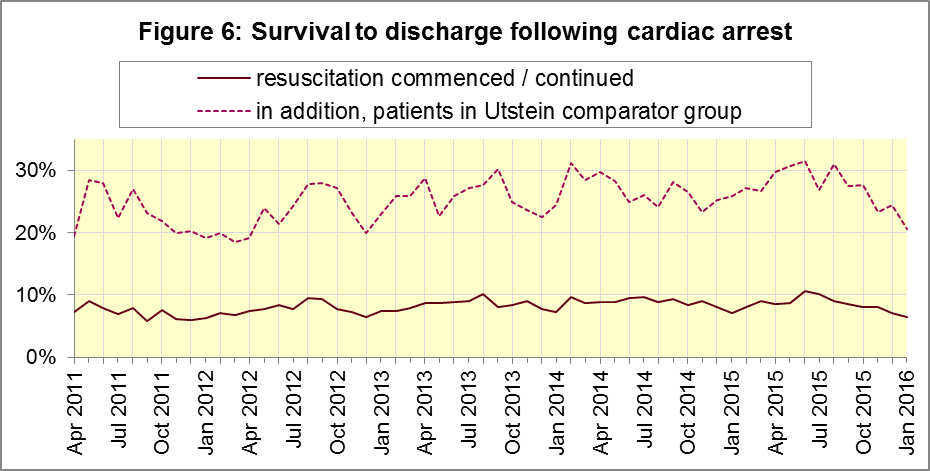 Figure 6: Survival to discharge following cardiac arrest
resuscitation commenced / continued
in addition, patients in Utstein comparator group
30%
20%
10%
0%
Apr 2011
Jul 2011
Oct 2011
Jan 2012
Apr 2012
Jul 2012
Oct 2012
Jan 2013
Apr 2013
Jul 2013
Oct 2013
Jan 2014
Apr 2014
Jul 2014
Oct 2014
Jan 2015
Apr 2015
Jul 2015
Oct 2015
Jan 2016